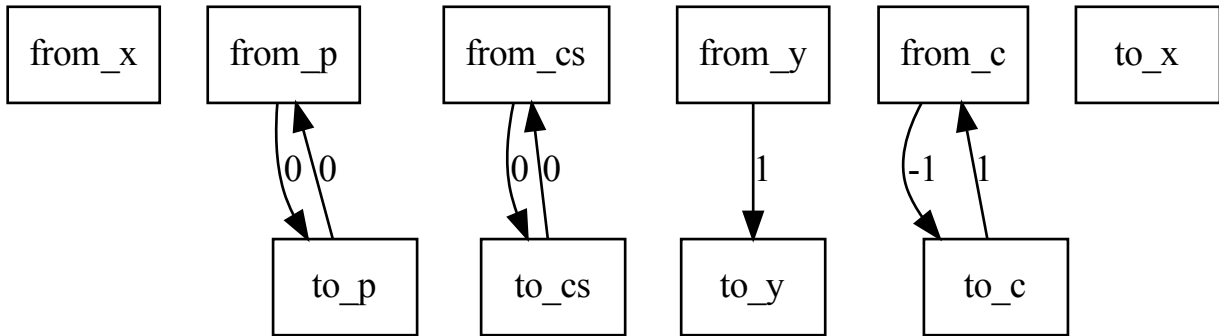 from_x
from_p
from_cs
from_y
from_c
to_x
0
0
0
0
1
-1
1
to_p
to_cs
to_y
to_c